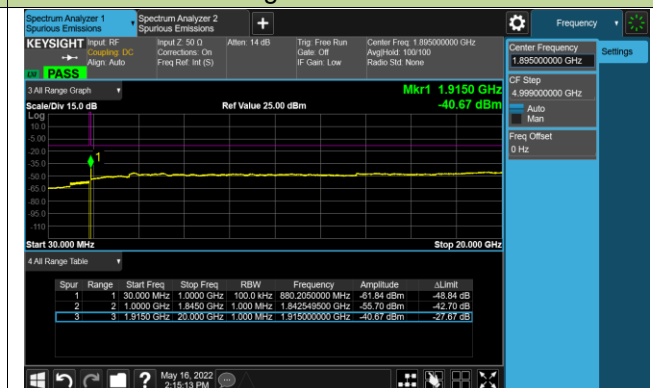 Spectrum Analyzer 1
Spurious Emissions
Spectrum Analyzer 2
Spurious Emissions
+
Frequency
KEYSIGHT
Input: RF
Coupling: DC
Align: Auto
Input Z: 50 Ω
Corrections: On
Freq Ref: Int (S)
Atten: 14 dB
Trig: Free Run
Gate: Off
IF Gain: Low
Center Freq: 1.895000000 GHz
Avg|Hold: 100/100
Radio Std: None
LM PASS
3 All Range Graph
Mkr1 1.9150 GHz
Scale/Div 15.0 dB
Ref Value 25.00 dBm
-40.67 dBm
Log
10.0
-5.00
-20.0
-35.0
-50.0
-65.0
-80.0
-95.0
-110
1
Start 30.000 MHz
Stop 20.000 GHz
4 All Range Table
Spur Range Start Freq Stop Freq RBW Frequency Amplitude ΔLimit
1 1 30.000 MHz 1.0000 GHz 100.0 kHz 880.2050000 MHz -61.84 dBm -48.84 dB
2 2 1.0000 GHz 1.8450 GHz 1.000 MHz 1.842549500 GHz -55.70 dBm -42.70 dB
3 3 1.9150 GHz 20.000 GHz 1.000 MHz 1.915000000 GHz -40.67 dBm -27.67 dB
Center Frequency
1.895000000 GHz
Settings
CF Step
4.999000000 GHz
Auto
Man
Freq Offset
0 Hz
?
May 16, 2022
2:15:13 PM